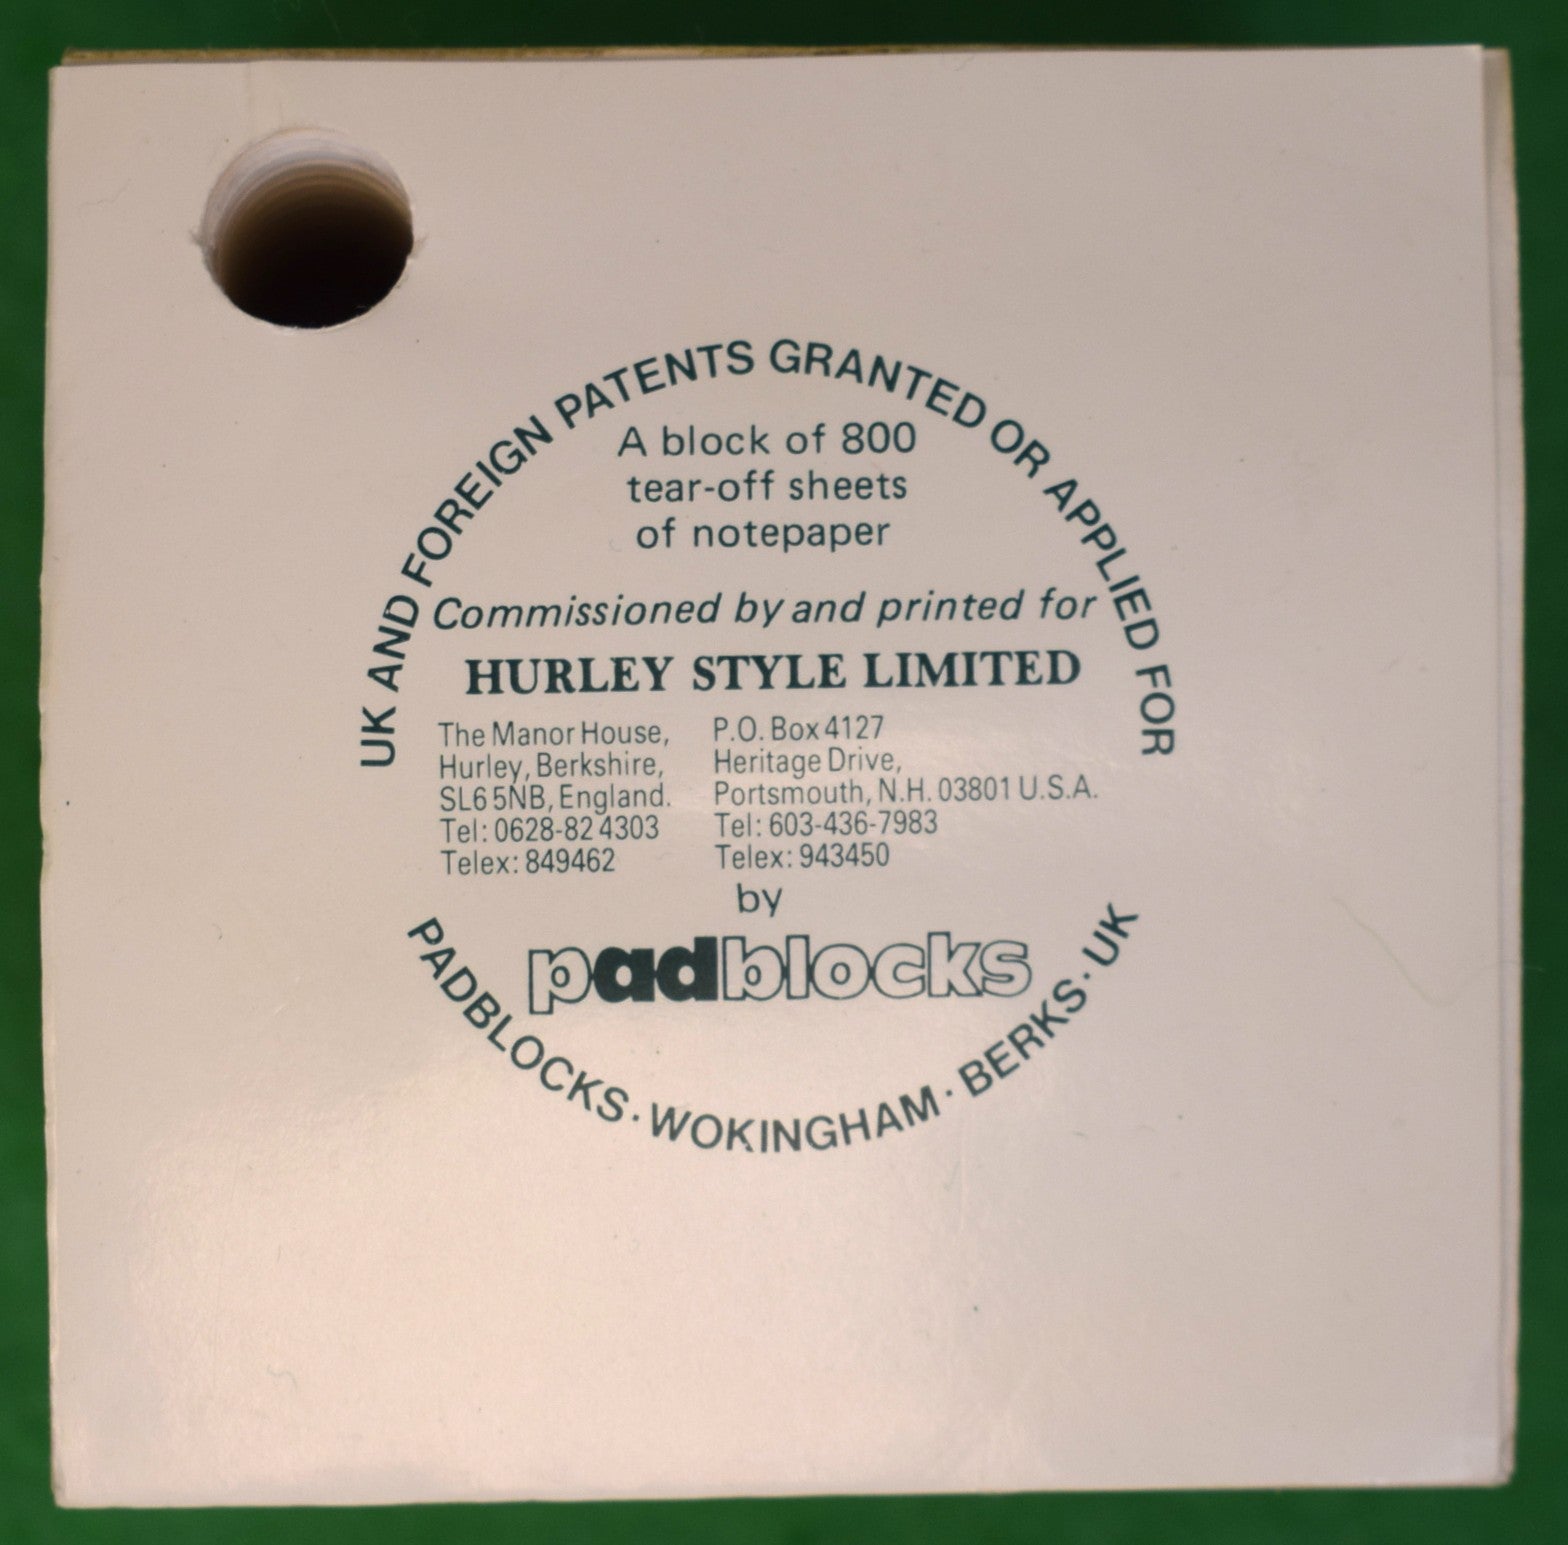 UK AND FOREIGN PATENTS GRANTED OR APPLIED FOR
A block of 800
tear-off sheets
of notepaper
Commissioned by and printed for
HURLEY STYLE LIMITED
The Manor House,
Hurley, Berkshire,
SL6 5NB, England.
Tel: 0628-82 4303
Telex: 849462
P.O. Box 4127
Heritage Drive,
Portsmouth, N.H. 03801 U.S.A.
Tel: 603-436-7983
Telex: 943450
by
padblocks
PADBLOCKS · WOKINGHAM · BERKS · UK